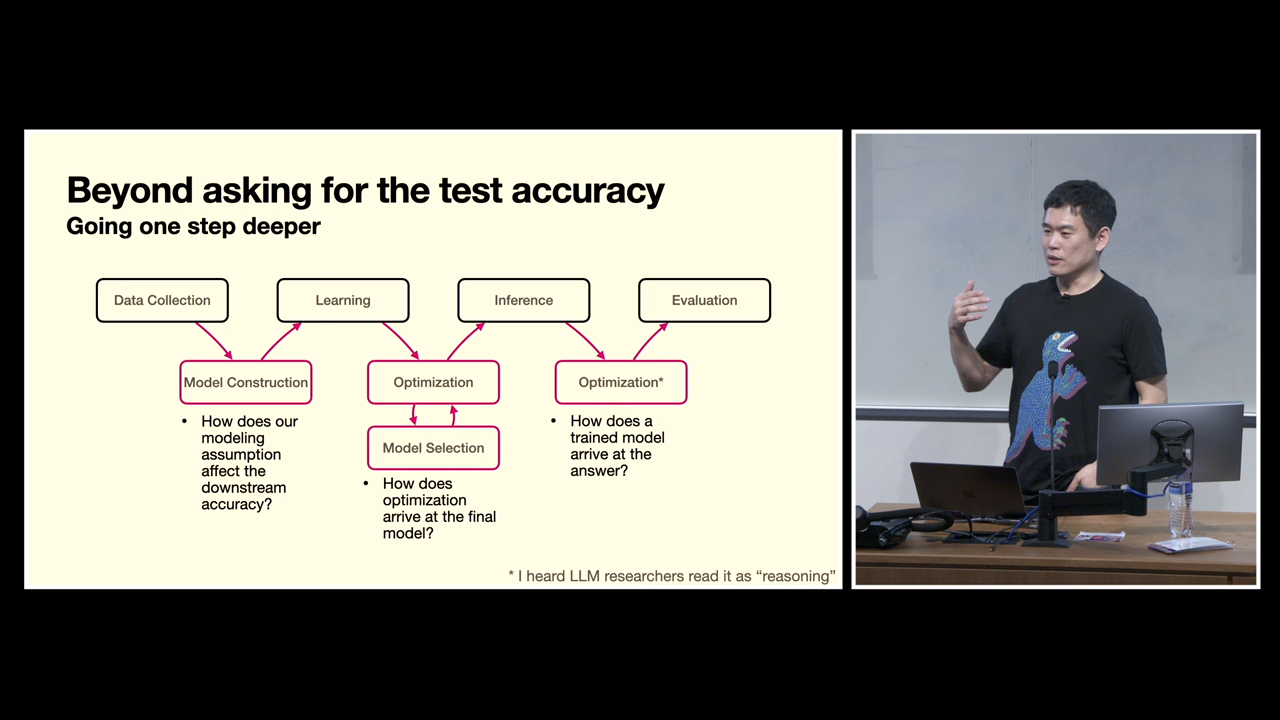 Beyond asking for the test accuracy
Going one step deeper
Data Collection
Learning
Inference
Evaluation
Model Construction
Optimization
Optimization*
Model Selection
• How does our
modeling
assumption
affect the
downstream
accuracy?
• How does
optimization
arrive at the final
model?
• How does a
trained model
arrive at the
answer?
* I heard LLM researchers read it as “reasoning”